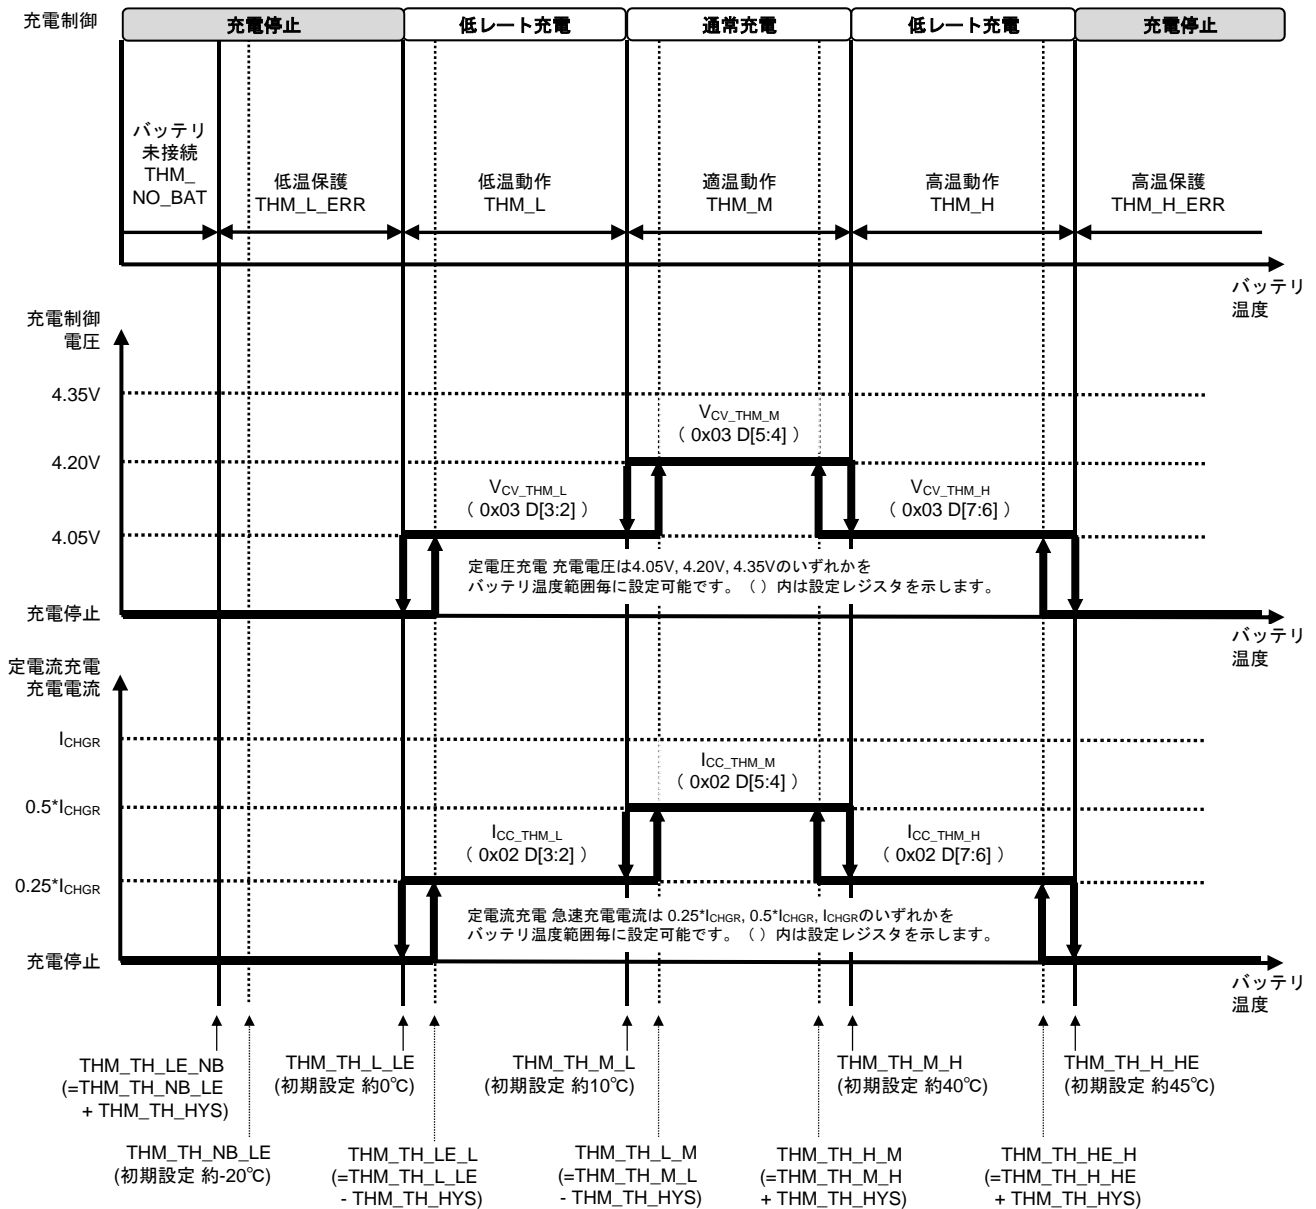 充電制御
充電停止
低レート充電
通常充電
低レート充電
充電停止
バッテリ
未接続
THM_
NO_BAT
低温保護
THM_L_ERR
低温動作
THM_L
適温動作
THM_M
高温動作
THM_H
高温保護
THM_H_ERR
バッテリ
温度
充電制御
電圧
4.35V
4.20V
4.05V
充電停止
VCV_THM_M
( 0x03 D[5:4] )
VCV_THM_L
( 0x03 D[3:2] )
VCV_THM_H
( 0x03 D[7:6] )
定電圧充電 充電電圧は4.05V, 4.20V, 4.35Vのいずれかを
バッテリ温度範囲毎に設定可能です。( ) 内は設定レジスタを示します。
バッテリ
温度
定電流充電
充電電流
ICHGR
0.5*ICHGR
0.25*ICHGR
充電停止
ICC_THM_M
( 0x02 D[5:4] )
ICC_THM_L
( 0x02 D[3:2] )
ICC_THM_H
( 0x02 D[7:6] )
定電流充電 急速充電電流は 0.25*ICHGR, 0.5*ICHGR, ICHGRのいずれかを
バッテリ温度範囲毎に設定可能です。( ) 内は設定レジスタを示します。
バッテリ
温度
THM_TH_LE_NB
(=THM_TH_NB_LE
+ THM_TH_HYS)
THM_TH_L_LE
(初期設定 約0℃)
THM_TH_M_L
(初期設定 約10℃)
THM_TH_M_H
(初期設定 約40℃)
THM_TH_H_HE
(初期設定 約45℃)
THM_TH_NB_LE
(初期設定 約-20℃)
THM_TH_LE_L
(=THM_TH_L_LE
- THM_TH_HYS)
THM_TH_L_M
(=THM_TH_M_L
- THM_TH_HYS)
THM_TH_H_M
(=THM_TH_M_H
+ THM_TH_HYS)
THM_TH_HE_H
(=THM_TH_H_HE
+ THM_TH_HYS)